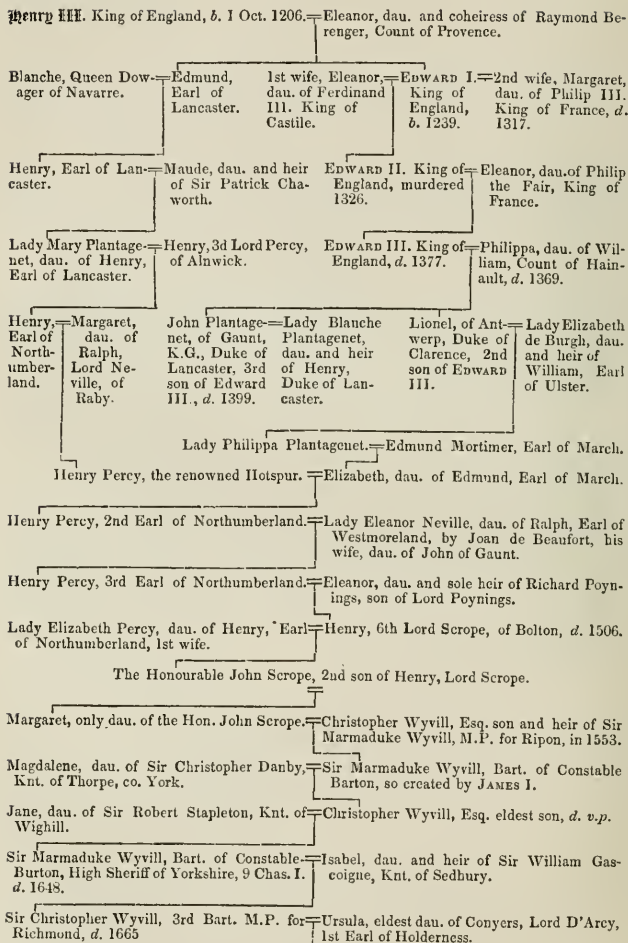 Henry III. King of England, b. 1 Oct. 1206.=Eleanor, dau. and coheiress of Raymond Be-
renger, Count of Provence.
Blanche, Queen Dow-
ager of Navarre.
Edmund,
Earl of
Lancaster.
1st wife, Eleanor,
dau. of Ferdinand
III. King of
Castile.
EDWARD I.
King of
England,
b. 1239.
2nd wife, Margaret,
dau. of Philip III.
King of France, d.
1317.
Henry, Earl of Lan-
caster.
Maude, dau. and heir
of Sir Patrick Cha-
worth.
EDWARD II. King of
England, murdered
1326.
Eleanor, dau. of Philip
the Fair, King of
France.
Lady Mary Plantage-
net, dau. of Henry,
Earl of Lancaster.
Henry, 3d Lord Percy,
of Alnwick.
EDWARD III. King of
England, d. 1377.
Philippa, dau. of Wil-
liam, Count of Hain-
ault, d. 1369.
Henry,
Earl of
North-
umber-
land.
Margaret,
dau. of
Ralph,
Lord Ne-
ville, of
Raby.
John Plantage-
net, of Gaunt,
K.G., Duke of
Lancaster, 3rd
son of Edward
III., d. 1399.
Lady Blanche
Plantagenet,
dau. and heir
of Henry,
Duke of Lan-
caster.
Lionel, of Ant-
werp, Duke of
Clarence, 2nd
son of EDWARD
III.
Lady Elizabeth
de Burgh, dau.
and heir of
William, Earl
of Ulster.
Lady Philippa Plantagenet.=Edmund Mortimer, Earl of March.
Henry Percy, the renowned Hotspur.=Elizabeth, dau. of Edmund, Earl of March.
Henry Percy, 2nd Earl of Northumberland.=Lady Eleanor Neville, dau. of Ralph, Earl of
Westmoreland, by Joan de Beaufort, his
wife, dau. of John of Gaunt.
Henry Percy, 3rd Earl of Northumberland.=Eleanor, dau. and sole heir of Richard Poyn-
ings, son of Lord Poynings.
Lady Elizabeth Percy, dau. of Henry, Earl
of Northumberland, 1st wife.
Henry, 6th Lord Scrope, of Bolton, d. 1506.
The Honourable John Scrope, 2nd son of Henry, Lord Scrope.
Margaret, only dau. of the Hon. John Scrope.=Christopher Wyvill, Esq. son and heir of Sir
Marmaduke Wyvill, M.P. for Ripon, in 1553.
Magdalene, dau. of Sir Christopher Danby,
Knt. of Thorpe, co. York.
Sir Marmaduke Wyvill, Bart. of Constable
Barton, so created by JAMES I.
Jane, dau. of Sir Robert Stapleton, Knt. of
Wighill.
Christopher Wyvill, Esq. eldest son, d. v.p.
Sir Marmaduke Wyvill, Bart. of Constable-
Burton, High Sheriff of Yorkshire, 9 Chas. I.
d. 1648.
Isabel, dau. and heir of Sir William Gas-
coigne, Knt. of Sedbury.
Sir Christopher Wyvill, 3rd Bart. M.P. for
Richmond, d. 1665
Ursula, eldest dau. of Conyers, Lord D'Arcy,
1st Earl of Holderness.